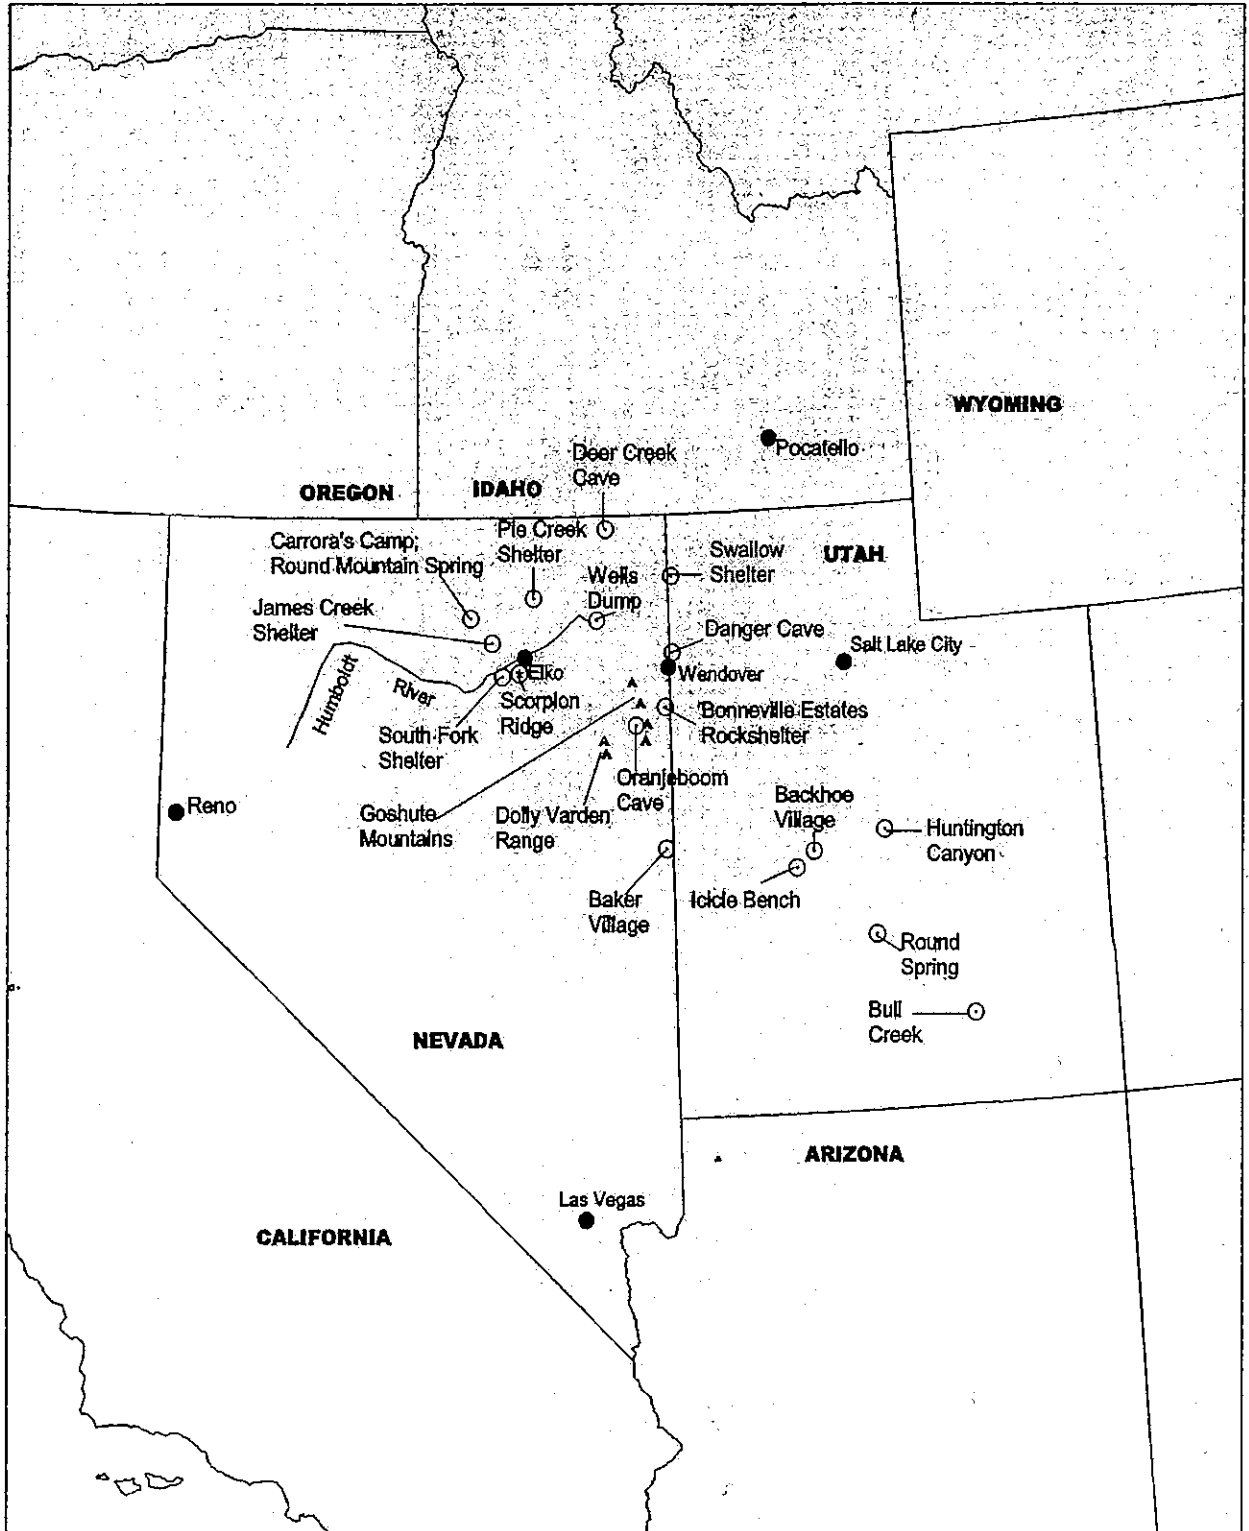 WYOMING
Pocatello
Deer Creek
Cave
OREGON
IDAHO
Pie Creek
Shelter
Carrora's Camp,
Round Mountain Spring
Swallow
Shelter
UTAH
Wells
Dump
James Creek
Shelter
Danger Cave
Salt Lake City
Elko
Wendover
Humboldt
River
Scorpion
Ridge
Bonneville Estates
Rockshelter
South Fork
Shelter
Oranjeboom
Cave
Reno
Goshute
Mountains
Dolly Varden
Range
Backhoe
Village
Huntington
Canyon
Baker
Village
Icicle Bench
Round
Spring
Bull
Creek
NEVADA
ARIZONA
Las Vegas
CALIFORNIA